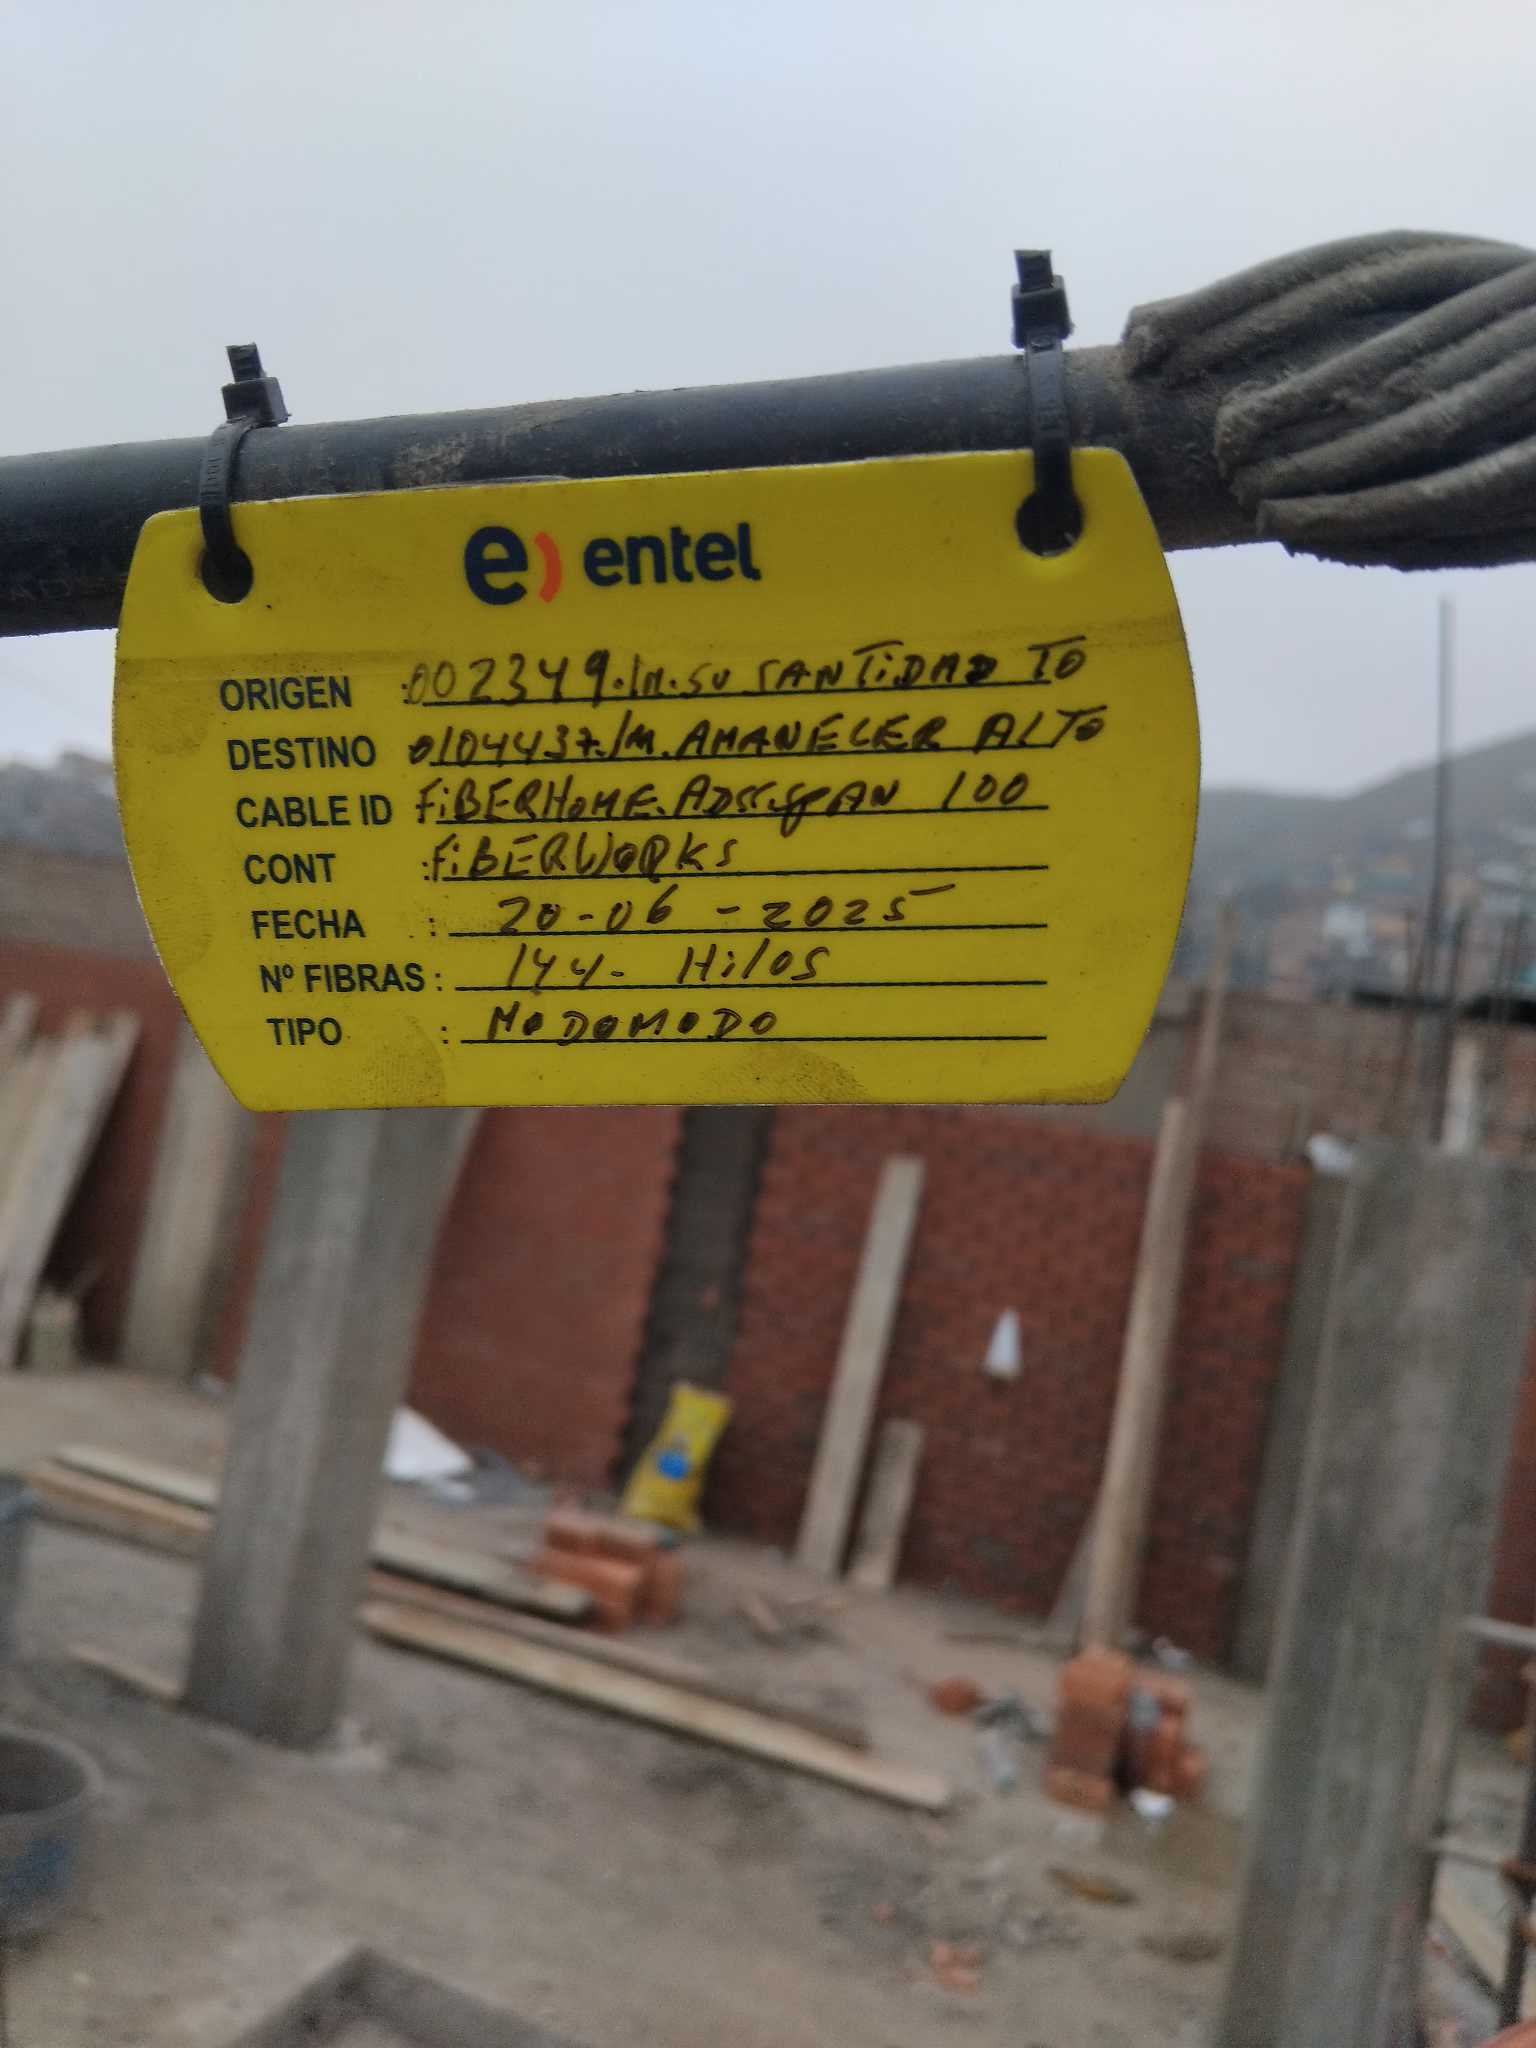 e) entel
ORIGEN : 002349.LM.SU SANTIDAD TO
DESTINO 0104437.LM.AMANECER ALTO
CABLE ID FiBERHOME.ADSS.SPAN 100
CONT : FiBERWORKS
FECHA : 20-06-2025
Nº FIBRAS : 144- Hilos
TIPO : MODOMODO